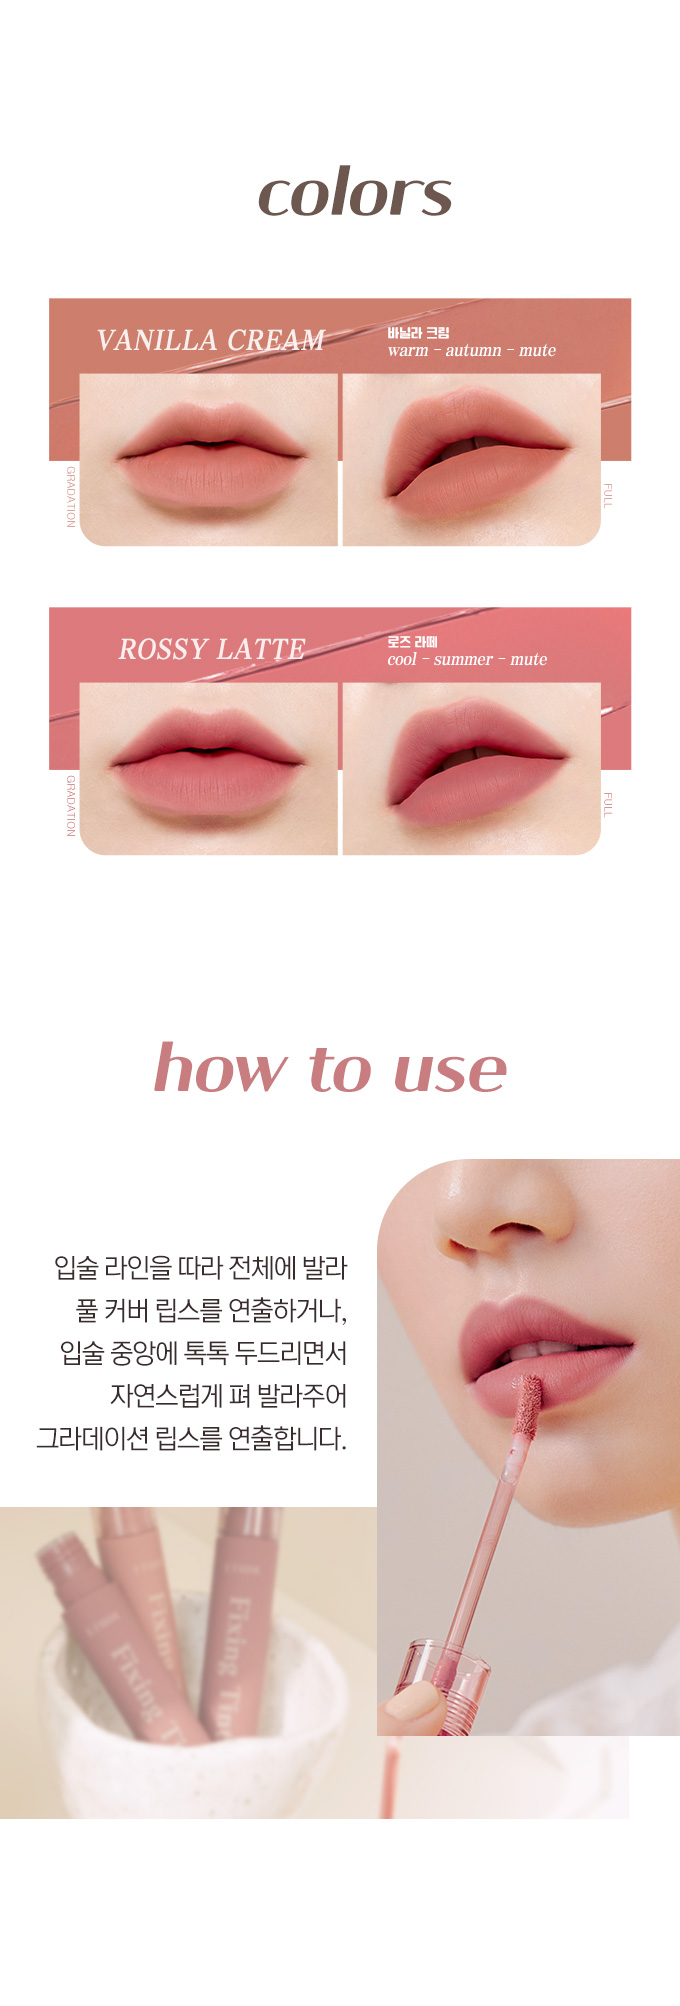 colors
VANILLA CREAM
바닐라 크림
warm - autumn - mute
GRADATION
FULL
ROSSY LATTE
로즈 라떼
cool - summer - mute
GRADATION
FULL
how to use
입술 라인을 따라 전체에 발라
풀 커버 립스를 연출하거나,
입술 중앙에 톡톡 두드리면서
자연스럽게 펴 발라주어
그라데이션 립스를 연출합니다.
Fixing Ti
Fixing
Fixing Tin